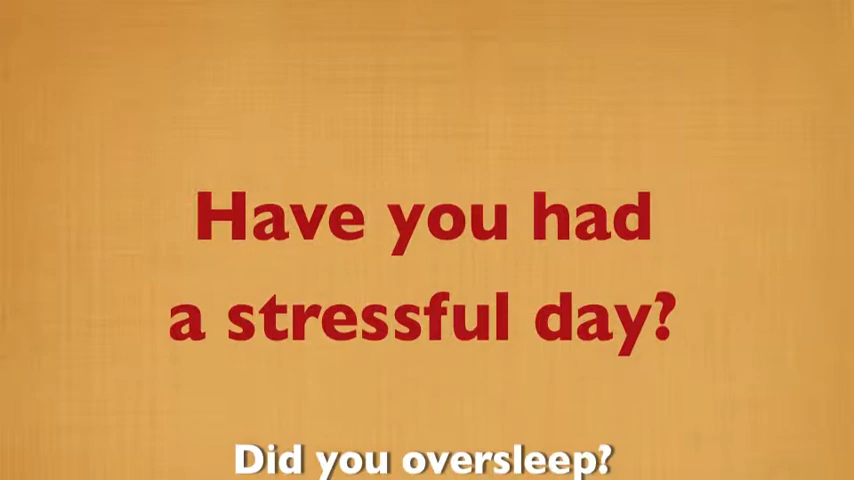 Have you had
a stressful day?
Did you oversleep?